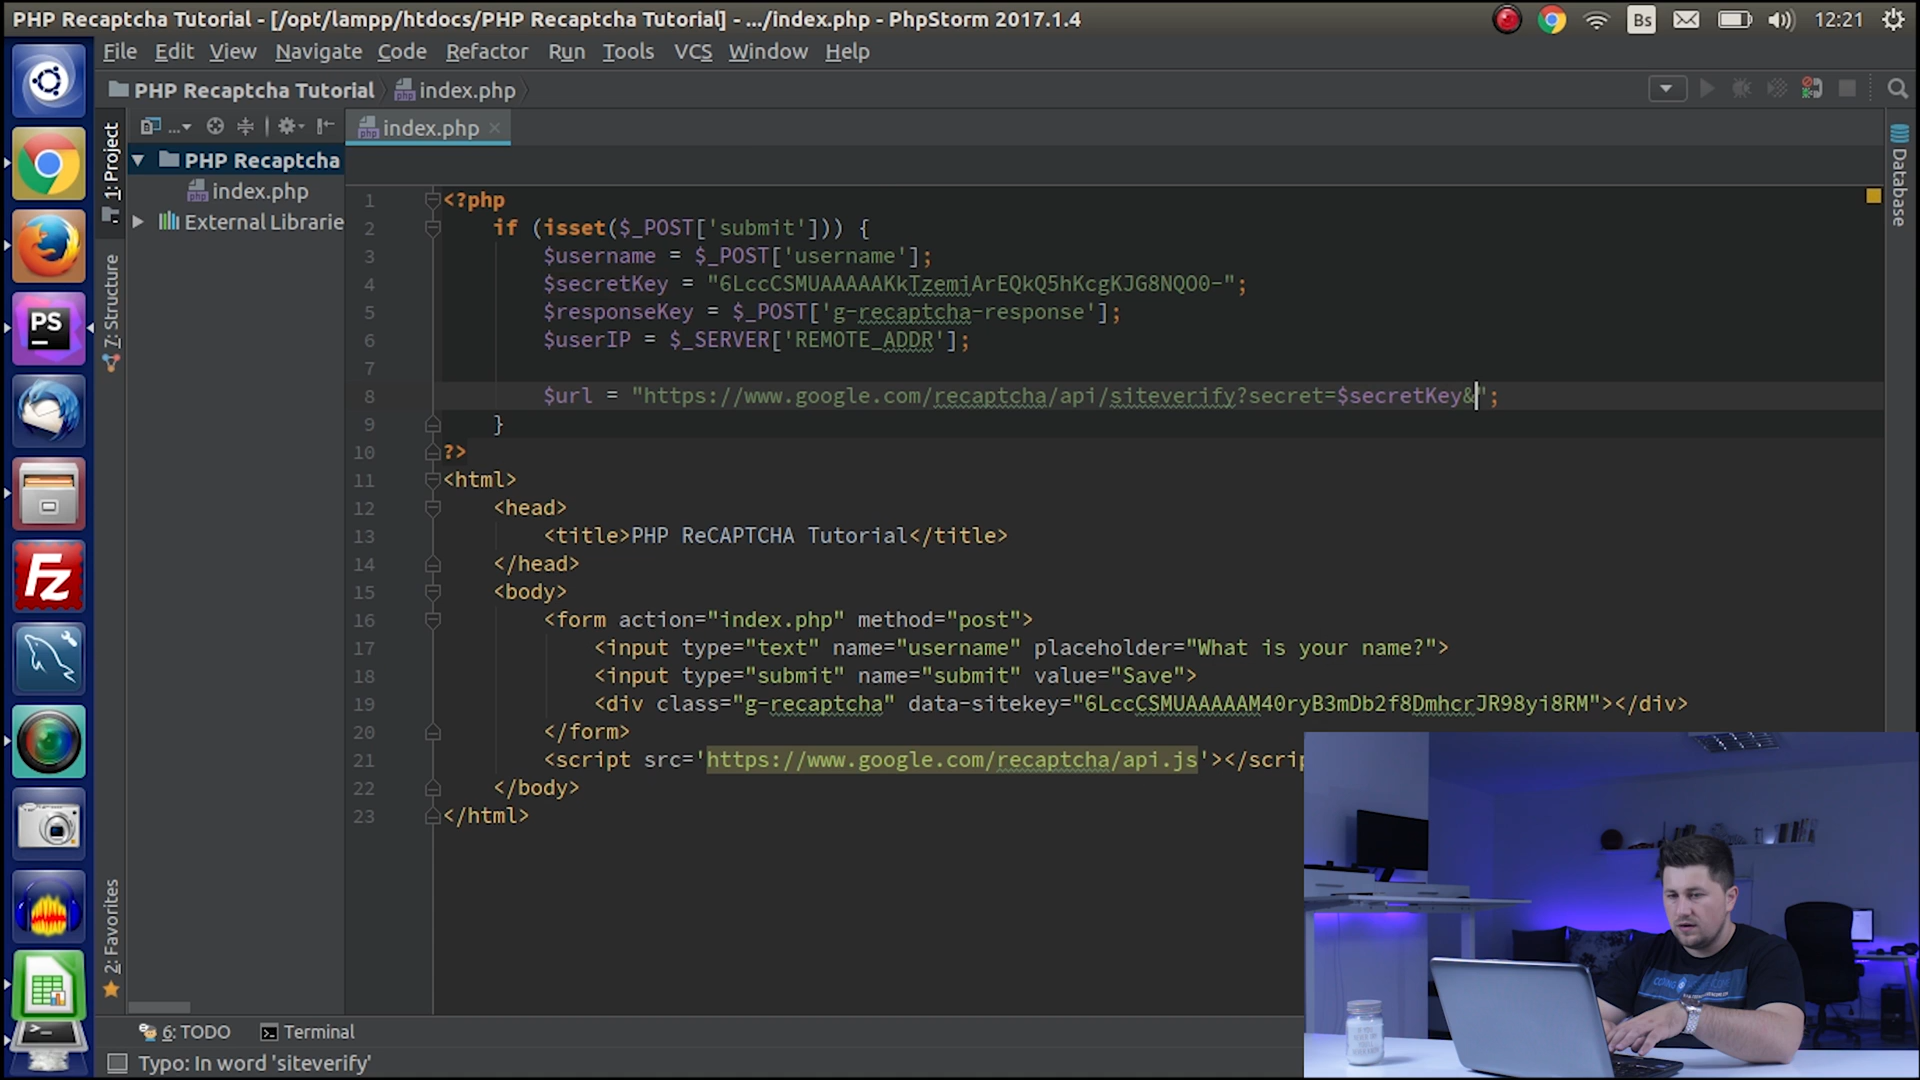 PHP Recaptcha Tutorial - [/opt/lampp/htdocs/PHP Recaptcha Tutorial] - .../index.php - PhpStorm 2017.1.4
Bs
12:21
File Edit View Navigate Code Refactor Run Tools VCS Window Help
PHP Recaptcha Tutorial
index.php
1: Project
...
index.php
PHP Recaptcha
index.php
External Librarie
7: Structure
2: Favorites
Database
PS
Fz
1 <?php
2 if (isset($_POST['submit'])) {
3 $username = $_POST['username'];
4 $secretKey = "6LccCSMUAAAAAKkTzemiArEQkQ5hKcgKJG8NQO0-";
5 $responseKey = $_POST['g-recaptcha-response'];
6 $userIP = $_SERVER['REMOTE_ADDR'];
7
8 $url = "https://www.google.com/recaptcha/api/siteverify?secret=$secretKey&";
9 }
10 ?>
11 <html>
12 <head>
13 <title>PHP ReCAPTCHA Tutorial</title>
14 </head>
15 <body>
16 <form action="index.php" method="post">
17 <input type="text" name="username" placeholder="What is your name?">
18 <input type="submit" name="submit" value="Save">
19 <div class="g-recaptcha" data-sitekey="6LccCSMUAAAAAM40ryB3mDb2f8DmhcrJR98yi8RM"></div>
20 </form>
21 <script src='https://www.google.com/recaptcha/api.js'></scrip
22 </body>
23 </html>
6: TODO
Terminal
Typo: In word 'siteverify'